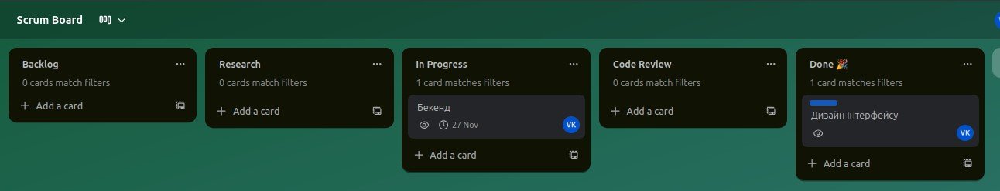 Scrum Board
Backlog
0 cards match filters
Add a card
Research
0 cards match filters
Add a card
In Progress
1 card matches filters
Бекенд
27 Nov
VK
Add a card
Code Review
0 cards match filters
Add a card
Done 🎉
1 card matches filters
Дизайн Інтерфейсу
VK
Add a card